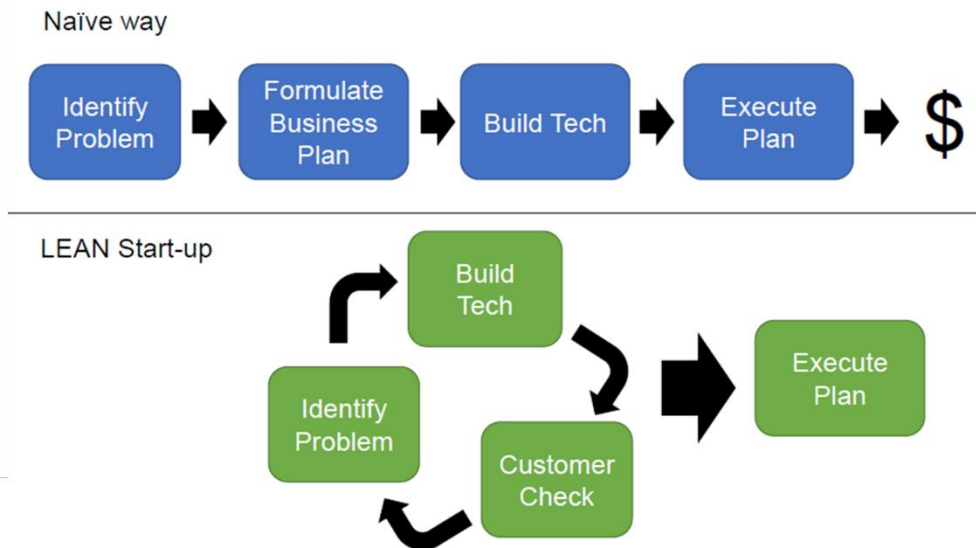 Naïve way
Identify
Problem
Formulate
Business
Plan
Build Tech
Execute
Plan
$
LEAN Start-up
Build
Tech
Identify
Problem
Customer
Check
Execute
Plan